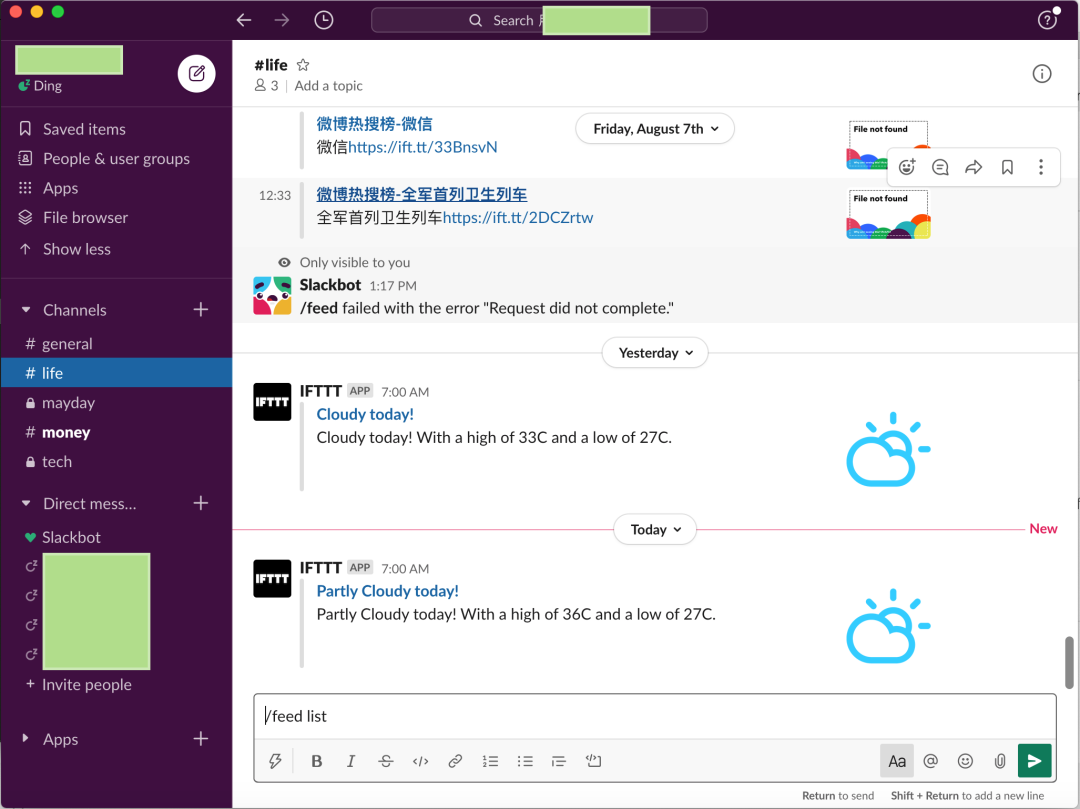 Search
Ding
Saved items
People & user groups
Apps
File browser
Show less
Channels
# general
# life
mayday
# money
tech
Direct mess...
Slackbot
+ Invite people
Apps
#life
3 | Add a topic
Friday, August 7th
微博热搜榜-微信
微信https://ift.tt/33BnsvN
File not found
12:33
微博热搜榜-全军首列卫生列车
全军首列卫生列车https://ift.tt/2DCZrtw
File not found
Only visible to you
Slackbot 1:17 PM
/feed failed with the error "Request did not complete."
Yesterday
IFTTT
IFTTT APP 7:00 AM
Cloudy today!
Cloudy today! With a high of 33C and a low of 27C.
Today
New
IFTTT
IFTTT APP 7:00 AM
Partly Cloudy today!
Partly Cloudy today! With a high of 36C and a low of 27C.
/feed list
B I S </> Aa @
Return to send Shift + Return to add a new line